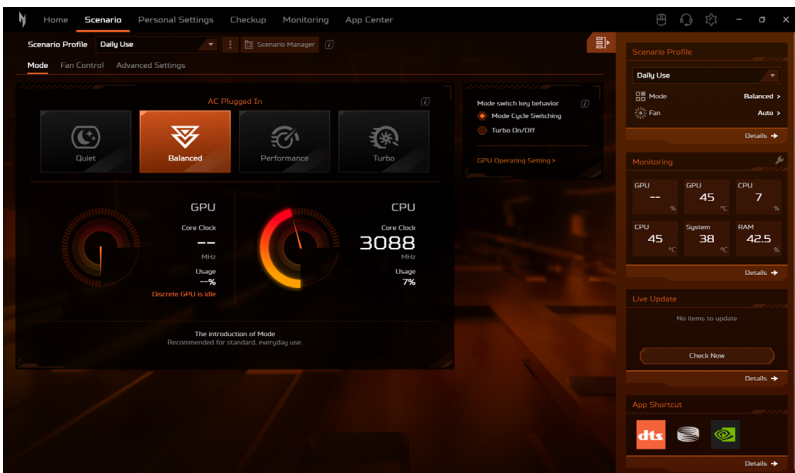 Home Scenario Personal Settings Checkup Monitoring App Center
Scenario Profile Daily Use Scenario Manager
Mode Fan Control Advanced Settings
AC Plugged In
Quiet Balanced Performance Turbo
GPU
Core Clock
--
MHz
Usage
--%
Discrete GPU is idle
CPU
Core Clock
3088
MHz
Usage
7%
The introduction of Mode
Recommended for standard, everyday use.
Mode switch key behavior
Mode Cycle Switching
Turbo On/Off
GPU Operating Setting >
Scenario Profile
Daily Use
Mode Balanced >
Fan Auto >
Details
Monitoring
GPU
--
%
GPU
45
°C
CPU
7
%
CPU
45
°C
System
38
°C
RAM
42.5
%
Details
Live Update
No items to update
Check Now
Details
App Shortcut
dts
Details